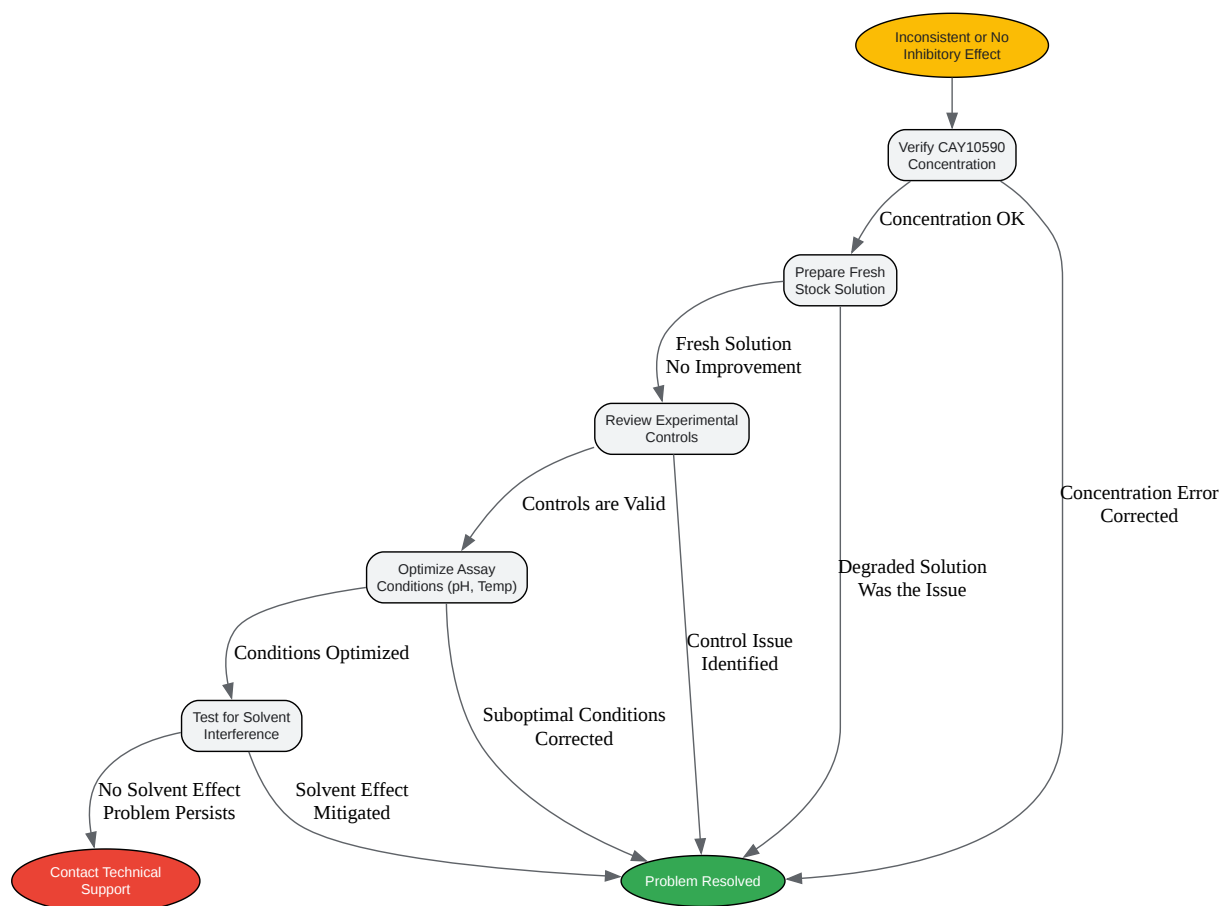 Inconsistent or No
Inhibitory Effect
Verify CAY10590
Concentration
Concentration OK
Prepare Fresh
Stock Solution
Fresh Solution
No Improvement
Review Experimental
Controls
Concentration Error
Corrected
Controls are Valid
Degraded Solution
Was the Issue
Optimize Assay
Conditions (pH, Temp)
Control Issue
Identified
Conditions Optimized
Suboptimal Conditions
Corrected
Test for Solvent
Interference
No Solvent Effect
Problem Persists
Solvent Effect
Mitigated
Contact Technical
Support
Problem Resolved